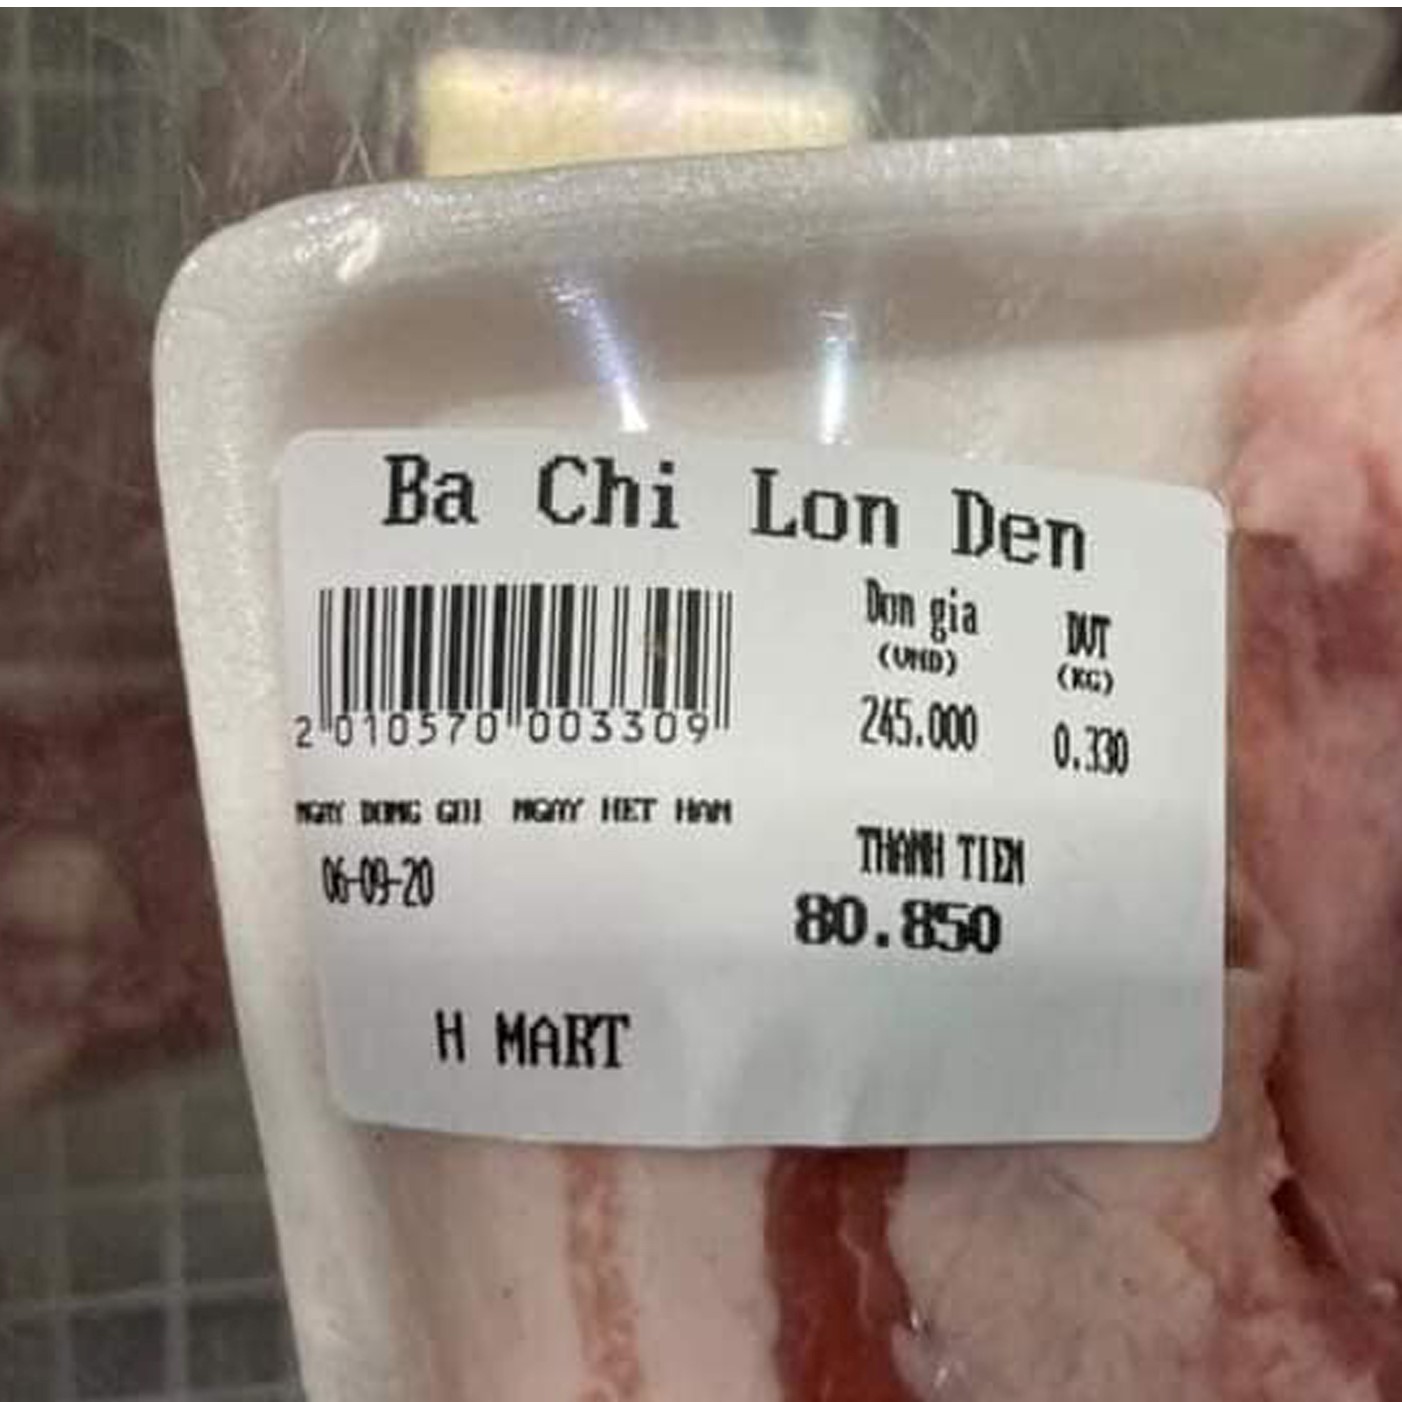 Ba Chi Lon Den
Don gia DVT
(VND) (KG)
245.000 0.330
2 010570 003309
NGAY DONG GOI NGAY HET HAN
06-09-20
THANH TIEN
80.850
H MART